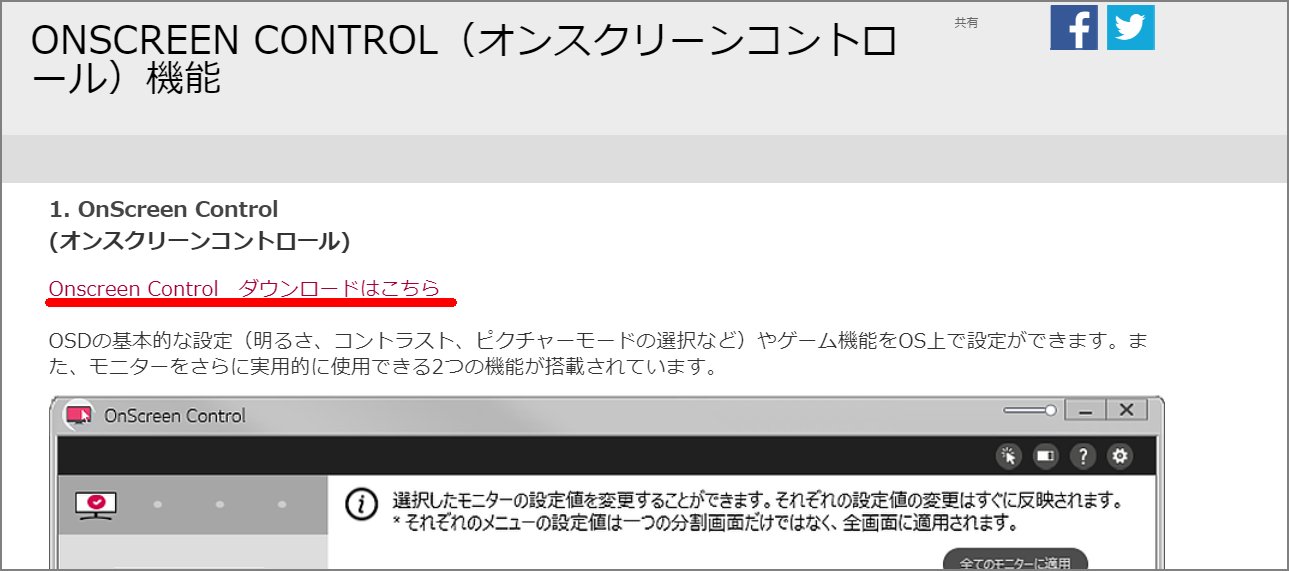 ONSCREEN CONTROL（オンスクリーンコントロ
ール）機能
共有
1. OnScreen Control
(オンスクリーンコントロール)
Onscreen Control　ダウンロードはこちら
OSDの基本的な設定（明るさ、コントラスト、ピクチャーモードの選択など）やゲーム機能をOS上で設定ができます。ま
た、モニターをさらに実用的に使用できる2つの機能が搭載されています。
OnScreen Control
選択したモニターの設定値を変更することができます。それぞれの設定値の変更はすぐに反映されます。
* それぞれのメニューの設定値は一つの分割画面だけではなく、全画面に適用されます。
全てのモニターに適用